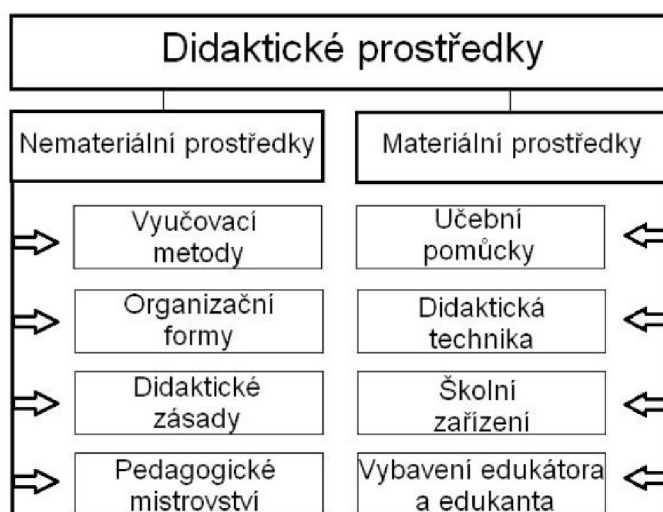 Didaktické prostředky
Nemateriální prostředky
Materiální prostředky
Vyučovací
metody
Učební
pomůcky
Organizační
formy
Didaktická
technika
Didaktické
zásady
Školní
zařízení
Pedagogické
mistrovství
Vybavení edukátora
a edukanta